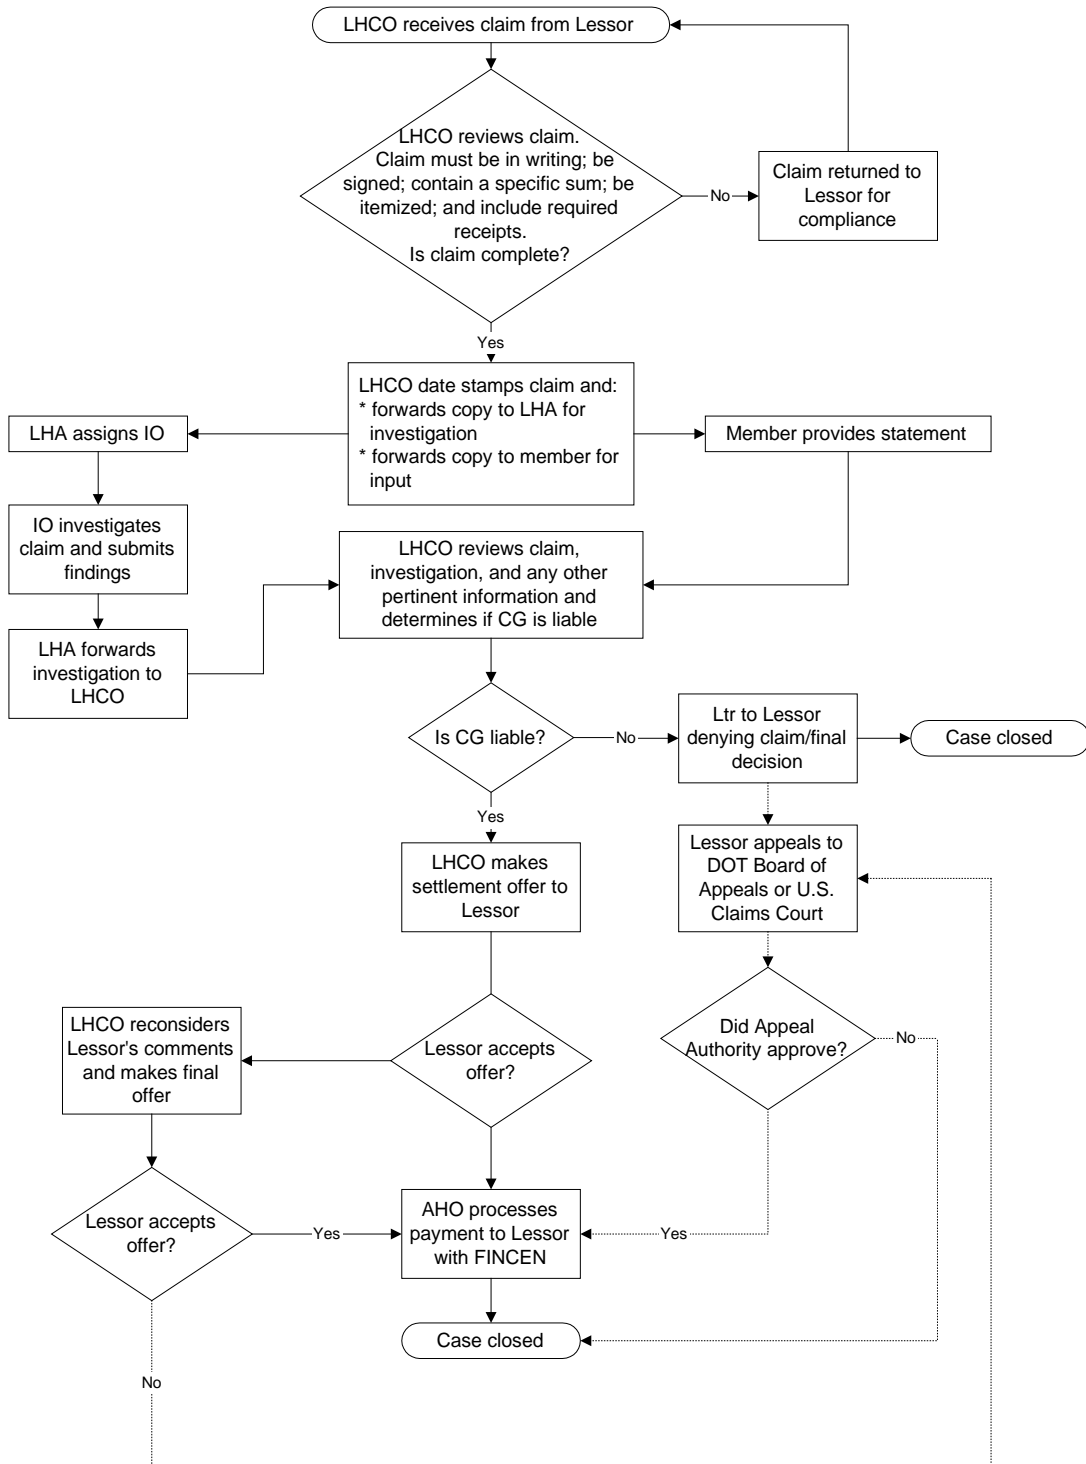 LHCO receives claim from Lessor
LHCO reviews claim.
Claim must be in writing; be
signed; contain a specific sum; be
itemized; and include required
receipts.
Is claim complete?
No
Claim returned to
Lessor for
compliance
Yes
LHCO date stamps claim and:
* forwards copy to LHA for
investigation
* forwards copy to member for
input
LHA assigns IO
Member provides statement
IO investigates
claim and submits
findings
LHCO reviews claim,
investigation, and any other
pertinent information and
determines if CG is liable
LHA forwards
investigation to
LHCO
Is CG liable?
No
Ltr to Lessor
denying claim/final
decision
Case closed
Yes
LHCO makes
settlement offer to
Lessor
Lessor appeals to
DOT Board of
Appeals or U.S.
Claims Court
LHCO reconsiders
Lessor's comments
and makes final
offer
Lessor accepts
offer?
Did Appeal
Authority approve?
No
Lessor accepts
offer?
Yes
AHO processes
payment to Lessor
with FINCEN
Yes
Case closed
No